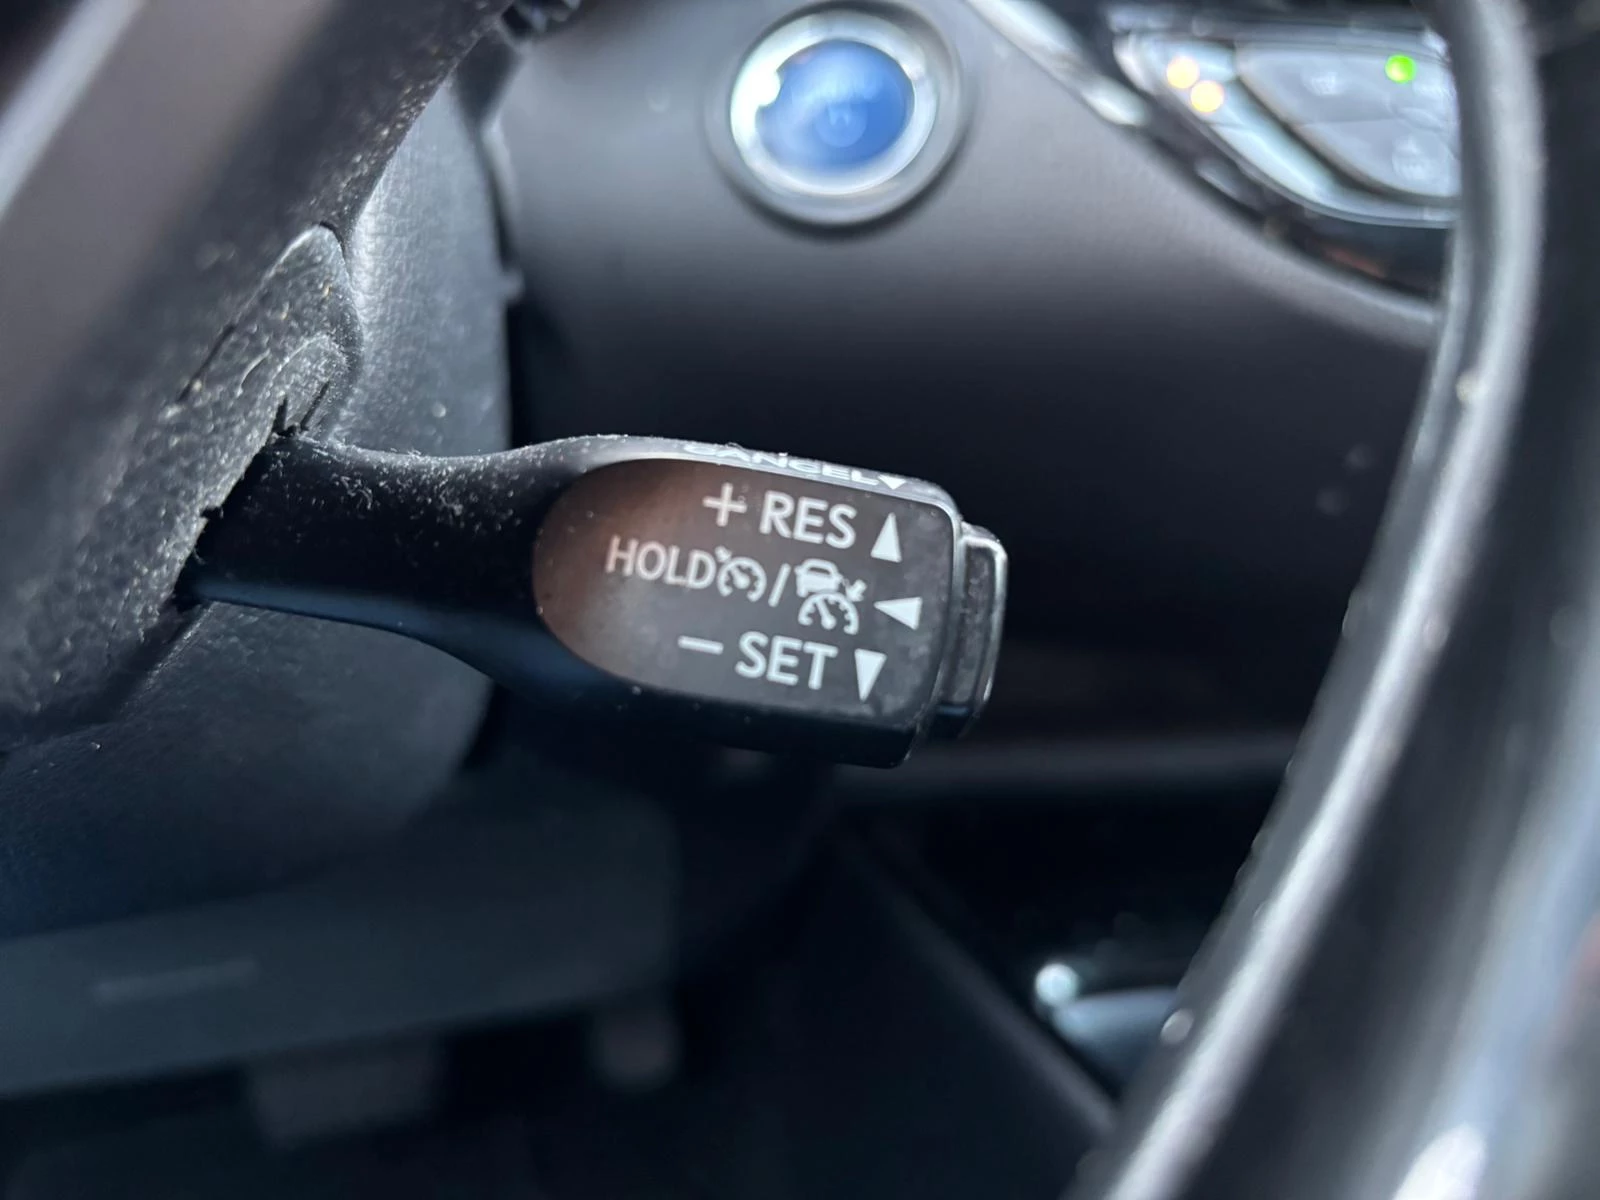 CANCEL▼
+ RES ▲
HOLD / ◀
− SET ▼